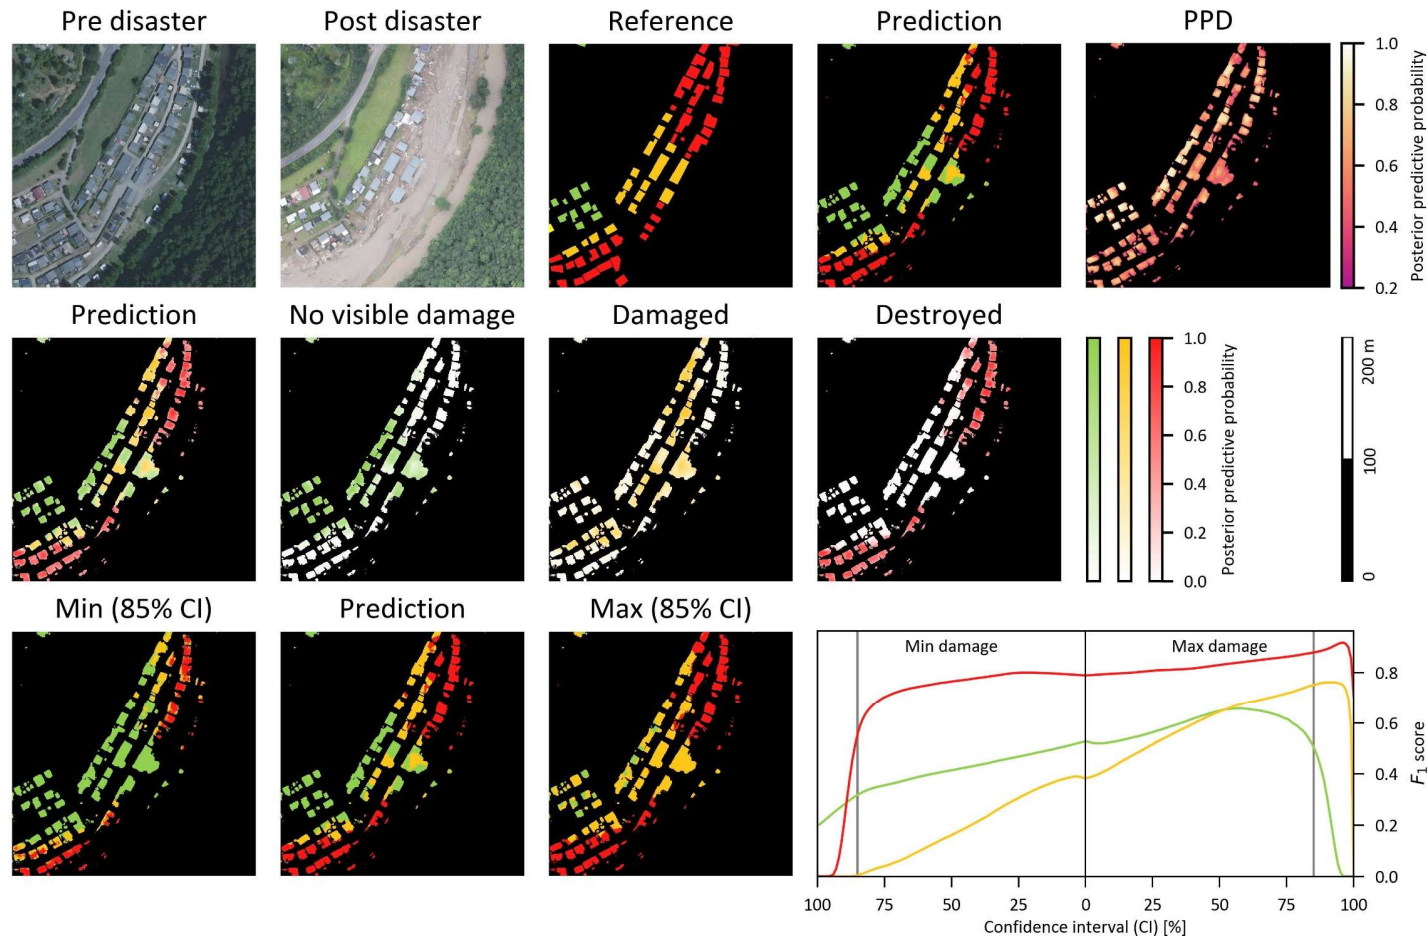 Pre disaster
Post disaster
Reference
Prediction
PPD
1.0
0.8
0.6
0.4
0.2
Posterior predictive probability
Prediction
No visible damage
Damaged
Destroyed
1.0
0.8
0.6
0.4
0.2
0.0
Posterior predictive probability
200 m
100
0
Min (85% CI)
Prediction
Max (85% CI)
Min damage
Max damage
0.8
0.6
0.4
0.2
0.0
F1 score
100
75
50
25
0
25
50
75
100
Confidence interval (CI) [%]